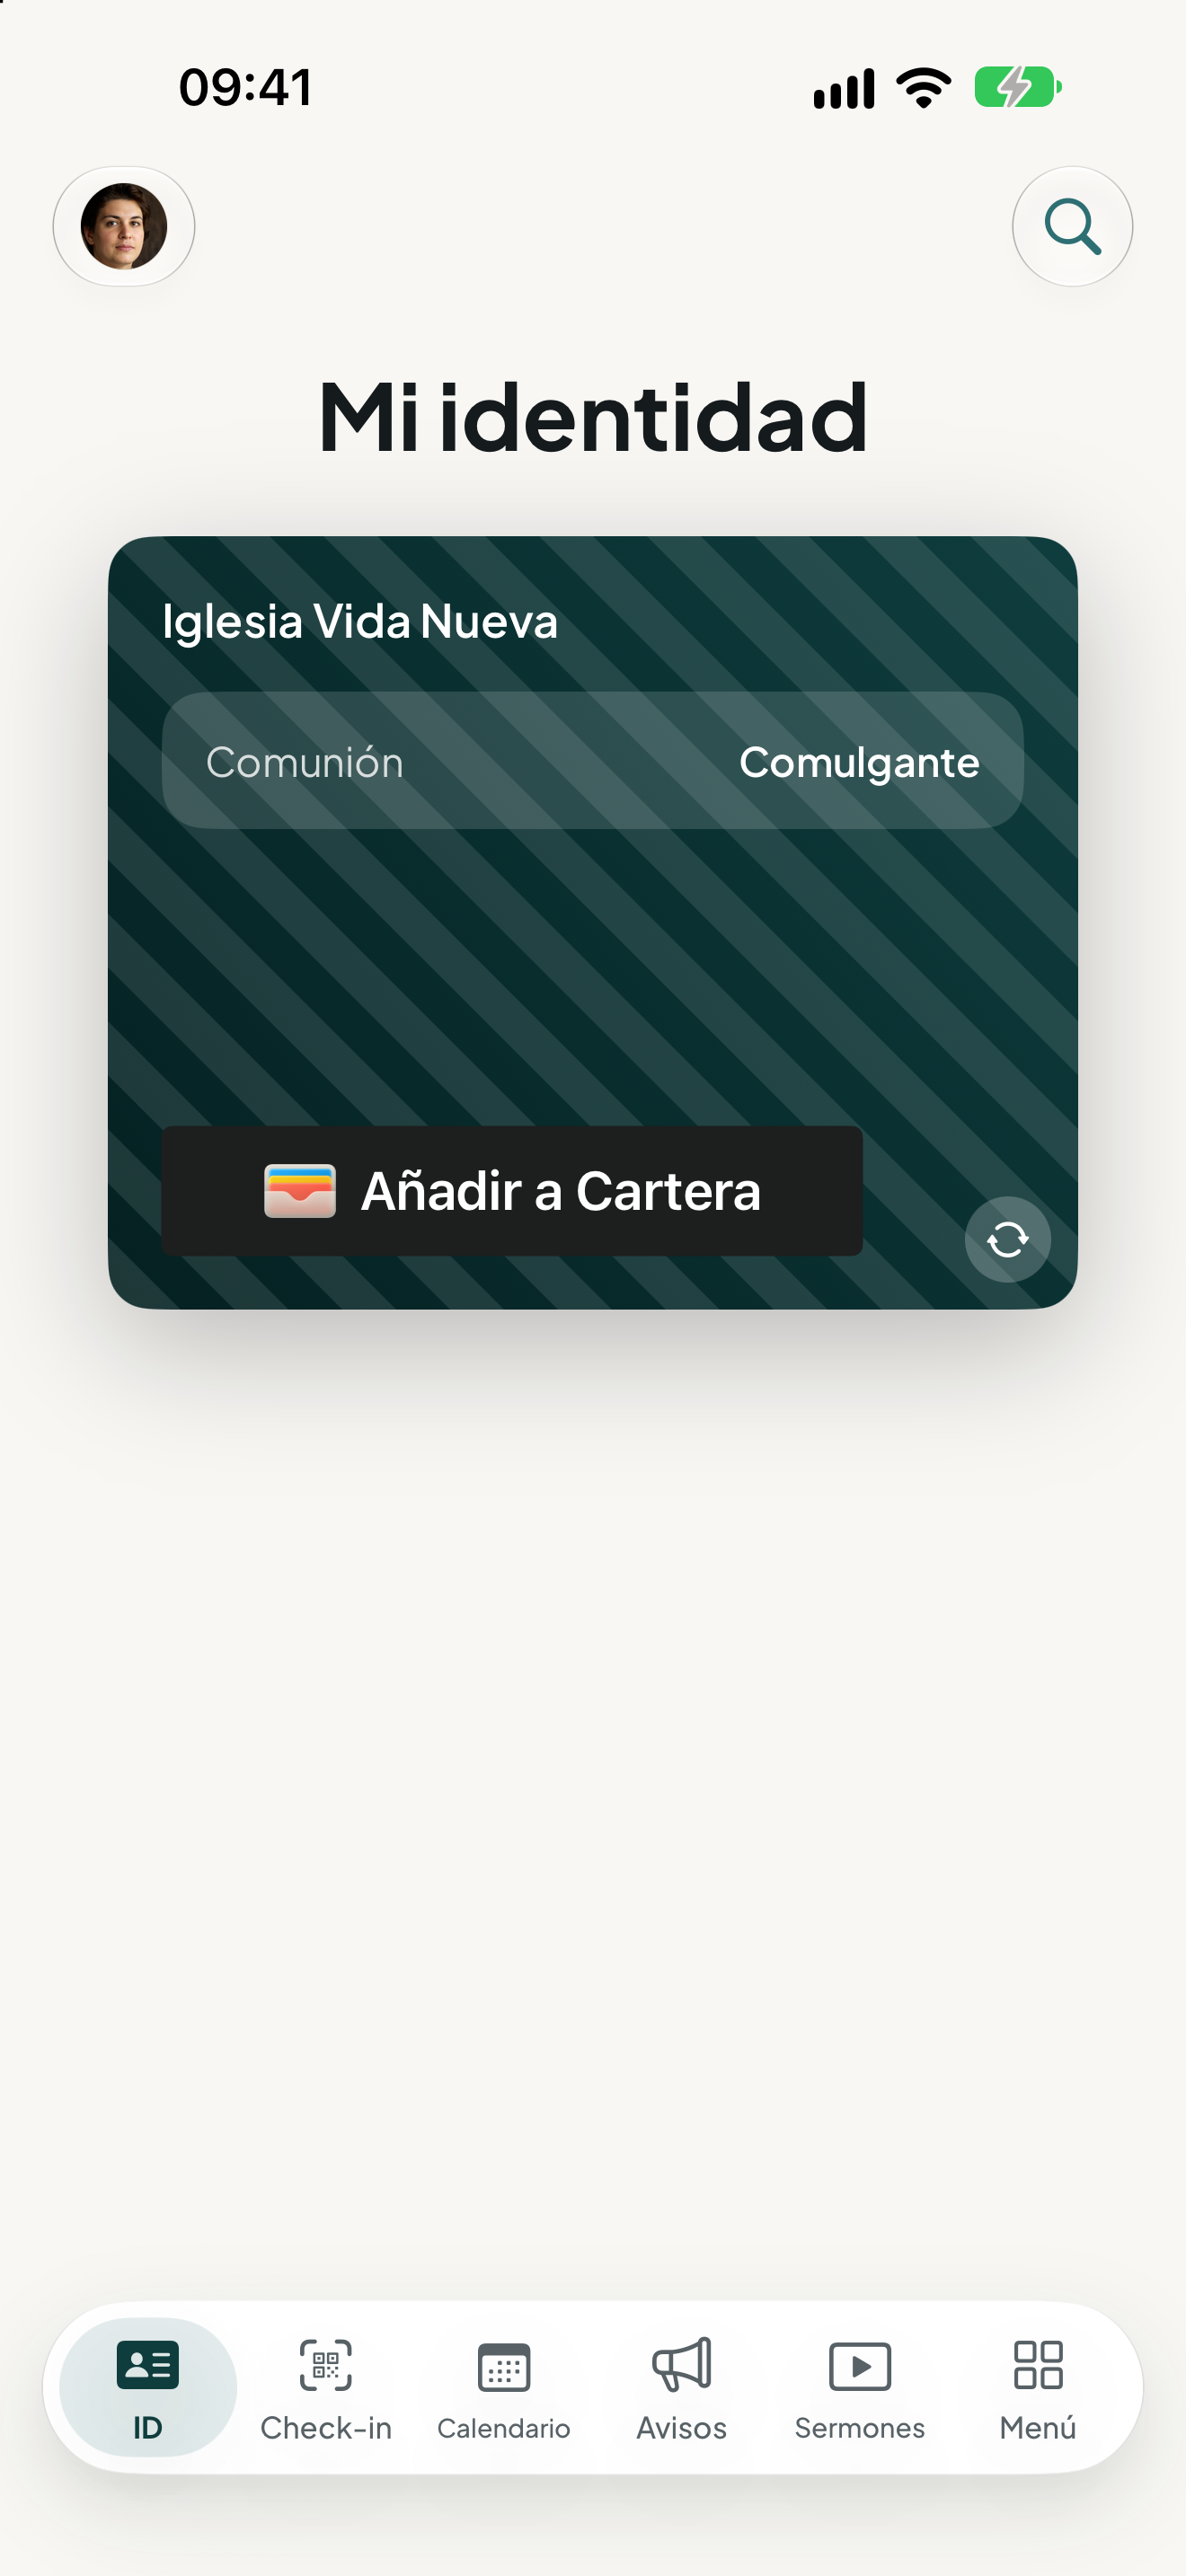 09:41
Mi identidad
Iglesia Vida Nueva
Comunión Comulgante
Añadir a Cartera
ID Check-in Calendario Avisos Sermones Menú